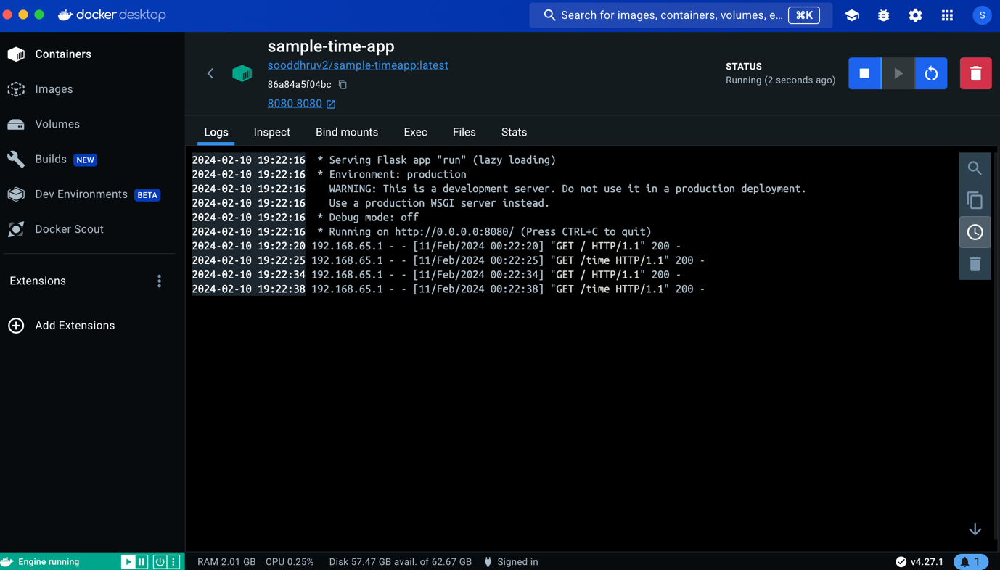 docker desktop
Search for images, containers, volumes, e... ⌘K
S
Containers
Images
Volumes
Builds NEW
Dev Environments BETA
Docker Scout
Extensions
Add Extensions
sample-time-app
sooddhruv2/sample-timeapp:latest
86a84a5f04bc
8080:8080
STATUS
Running (2 seconds ago)
Logs Inspect Bind mounts Exec Files Stats
2024-02-10 19:22:16 * Serving Flask app "run" (lazy loading)
2024-02-10 19:22:16 * Environment: production
2024-02-10 19:22:16 WARNING: This is a development server. Do not use it in a production deployment.
2024-02-10 19:22:16 Use a production WSGI server instead.
2024-02-10 19:22:16 * Debug mode: off
2024-02-10 19:22:16 * Running on http://0.0.0.0:8080/ (Press CTRL+C to quit)
2024-02-10 19:22:20 192.168.65.1 - - [11/Feb/2024 00:22:20] "GET / HTTP/1.1" 200 -
2024-02-10 19:22:25 192.168.65.1 - - [11/Feb/2024 00:22:25] "GET /time HTTP/1.1" 200 -
2024-02-10 19:22:34 192.168.65.1 - - [11/Feb/2024 00:22:34] "GET / HTTP/1.1" 200 -
2024-02-10 19:22:38 192.168.65.1 - - [11/Feb/2024 00:22:38] "GET /time HTTP/1.1" 200 -
Engine running
RAM 2.01 GB CPU 0.25% Disk 57.47 GB avail. of 62.67 GB Signed in
v4.27.1
1